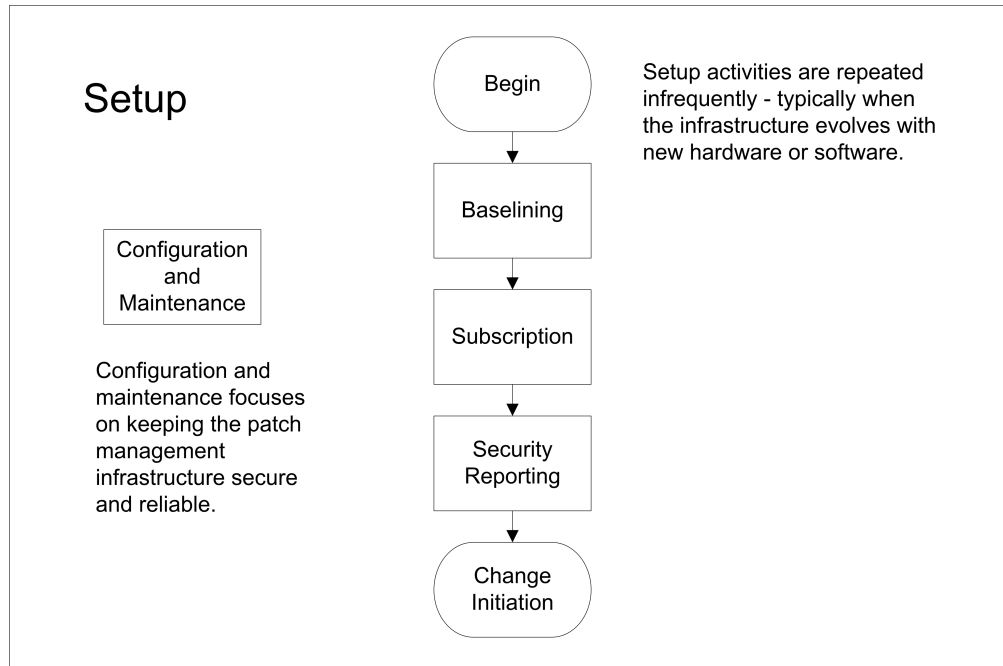 Setup
Begin
Setup activities are repeated
infrequently - typically when
the infrastructure evolves with
new hardware or software.
Baselining
Configuration
and
Maintenance
Subscription
Configuration and
maintenance focuses
on keeping the patch
management
infrastructure secure
and reliable.
Security
Reporting
Change
Initiation